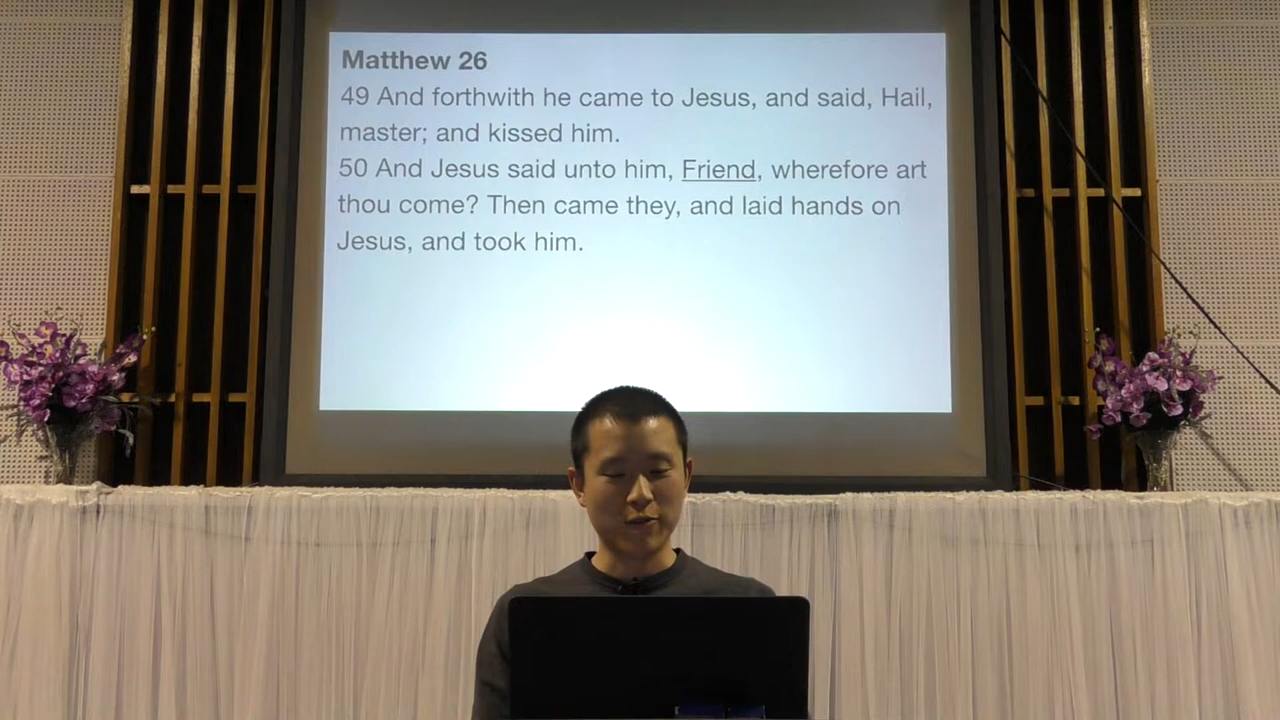 Matthew 26
49 And forthwith he came to Jesus, and said, Hail,
master; and kissed him.
50 And Jesus said unto him, Friend, wherefore art
thou come? Then came they, and laid hands on
Jesus, and took him.